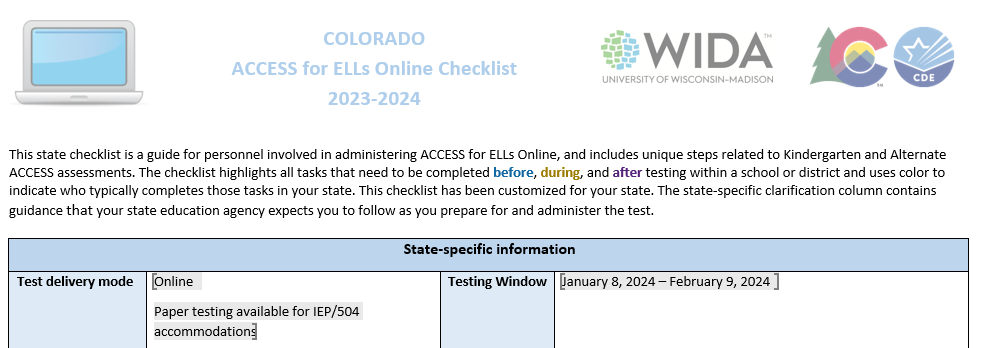 COLORADO
ACCESS for ELLs Online Checklist
2023-2024
WIDA™
UNIVERSITY OF WISCONSIN–MADISON
CDE
This state checklist is a guide for personnel involved in administering ACCESS for ELLs Online, and includes unique steps related to Kindergarten and Alternate
ACCESS assessments. The checklist highlights all tasks that need to be completed before, during, and after testing within a school or district and uses color to
indicate who typically completes those tasks in your state. This checklist has been customized for your state. The state-specific clarification column contains
guidance that your state education agency expects you to follow as you prepare for and administer the test.
State-specific information
Test delivery mode
[Online
Paper testing available for IEP/504
accommodations]
Testing Window
[January 8, 2024 – February 9, 2024 ]